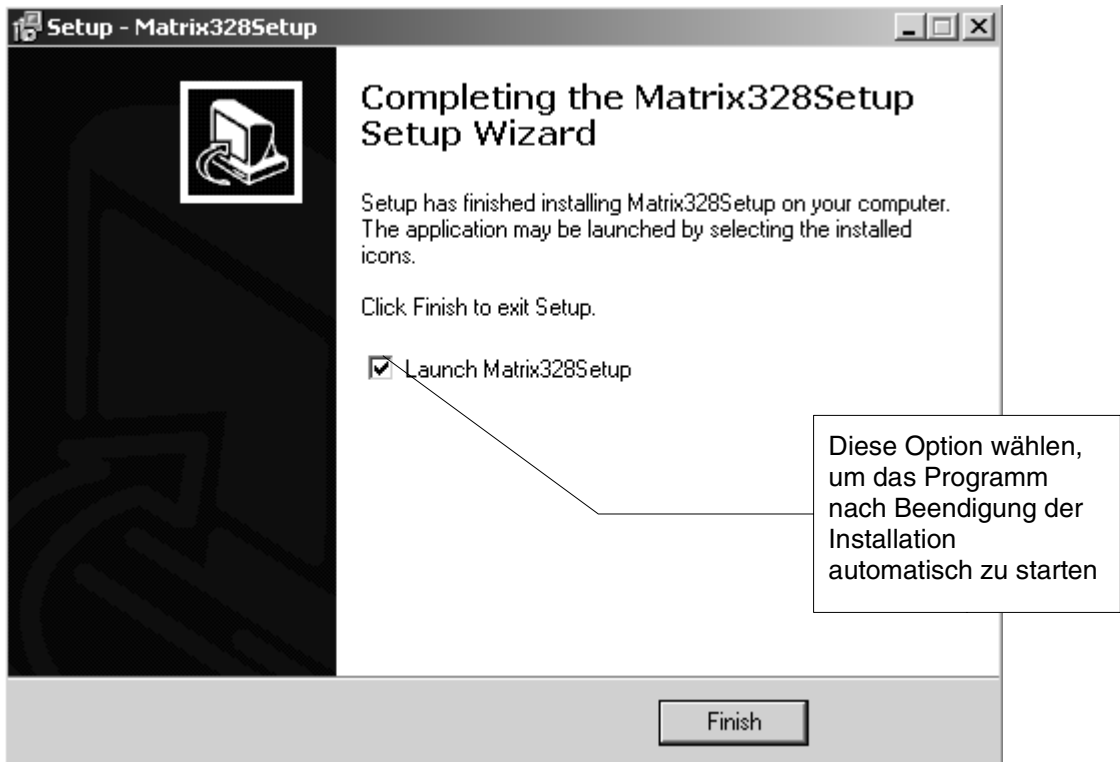 Setup - Matrix328Setup
Completing the Matrix328Setup
Setup Wizard
Setup has finished installing Matrix328Setup on your computer.
The application may be launched by selecting the installed
icons.
Click Finish to exit Setup.
Launch Matrix328Setup
Diese Option wählen,
um das Programm
nach Beendigung der
Installation
automatisch zu starten
Finish